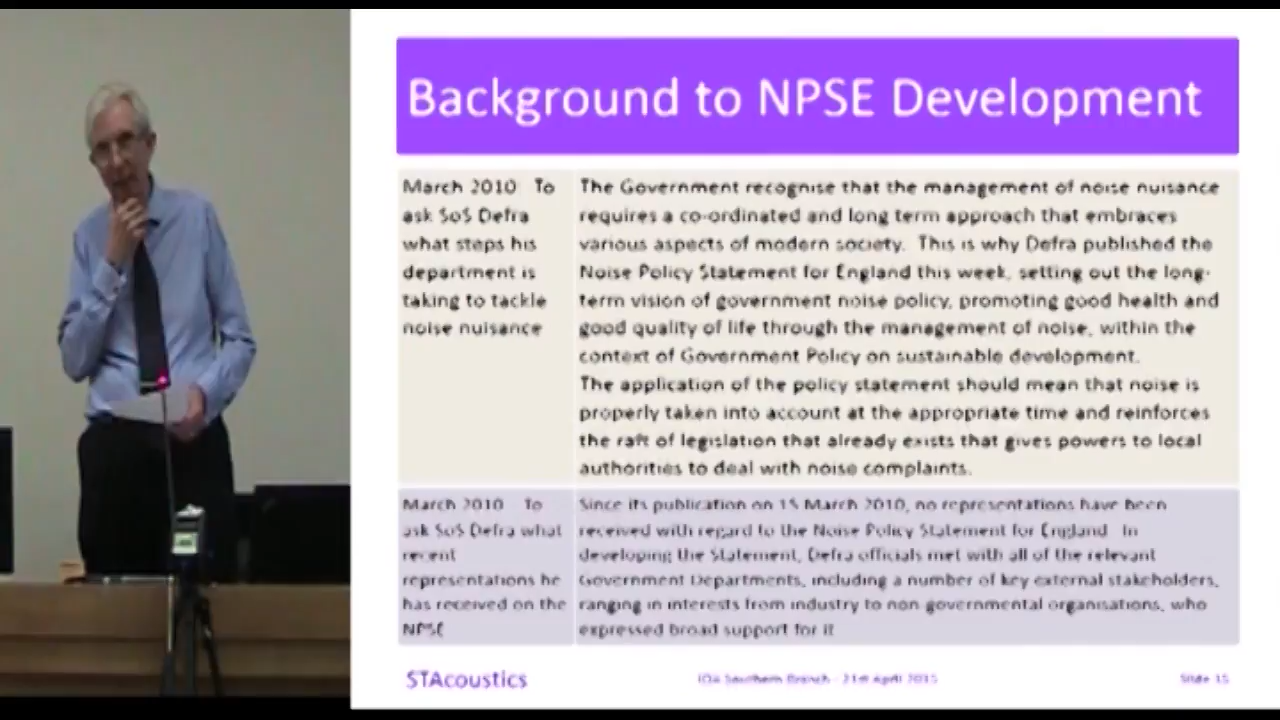 Background to NPSE Development
March 2010 To
ask SoS Defra
what steps his
department is
taking to tackle
noise nuisance
The Government recognise that the management of noise nuisance
requires a co-ordinated and long term approach that embraces
various aspects of modern society. This is why Defra published the
Noise Policy Statement for England this week, setting out the long-
term vision of government noise policy, promoting good health and
good quality of life through the management of noise, within the
context of Government Policy on sustainable development.
The application of the policy statement should mean that noise is
properly taken into account at the appropriate time and reinforces
the raft of legislation that already exists that gives powers to local
authorities to deal with noise complaints.
March 2010 To
ask SoS Defra what
recent
representations he
has received on the
NPSE
Since its publication on 15 March 2010, no representations have been
received with regard to the Noise Policy Statement for England In
developing the Statement, Defra officials met with all of the relevant
Government Departments, including a number of key external stakeholders,
ranging in interests from industry to non governmental organisations, who
expressed broad support for it
STAcoustics
IOA Southern Branch - 21st April 2015
Slide 15